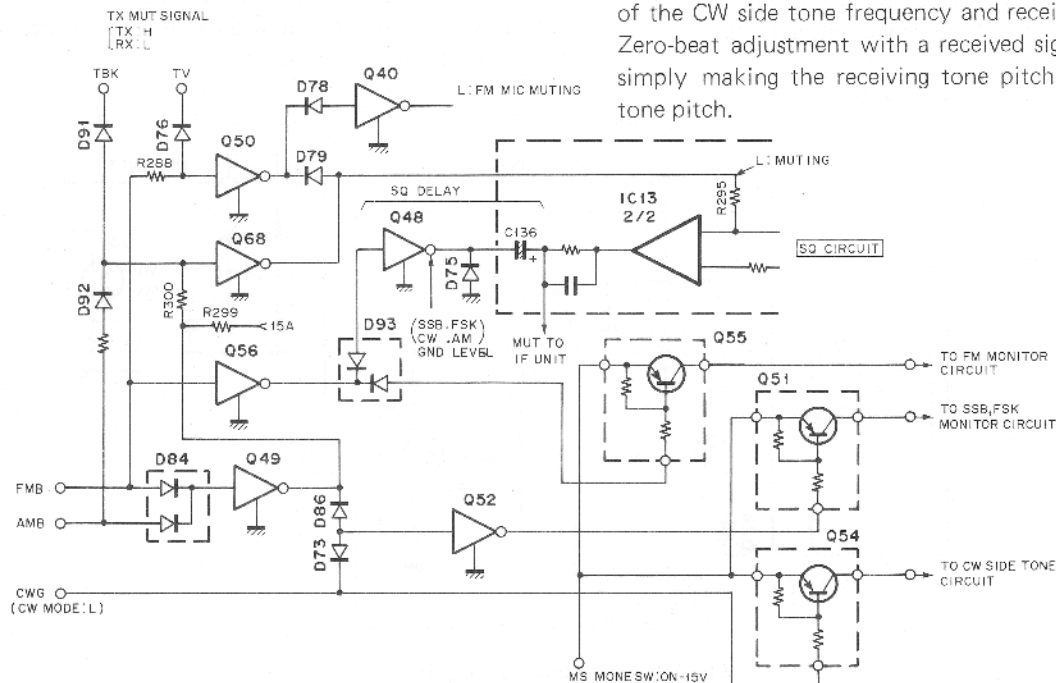 of the CW side tone frequency and recei
Zero-beat adjustment with a received sig
simply making the receiving tone pitch
tone pitch.
TX MUT SIGNAL
TX:H
RX:L
TBK
TV
D91
D76
R288
Q50
D78
Q40
L:FM MIC MUTING
D79
L:MUTING
SQ DELAY
Q48
C136
+
IC13
2/2
R295
SQ CIRCUIT
Q68
D75
D92
R300
R299
15A
D93
(SSB.FSK)
CW .AM
GND LEVEL
MUT TO
IF UNIT
Q55
Q56
TO FM MONITOR
CIRCUIT
Q51
TO SSB,FSK
MONITOR CIRCUIT
D84
Q49
FMB
AMB
D86
D73
Q52
Q54
TO CW SIDE TONE
CIRCUIT
CWG
(CW MODE:L)
MS MONESW:ON-15V